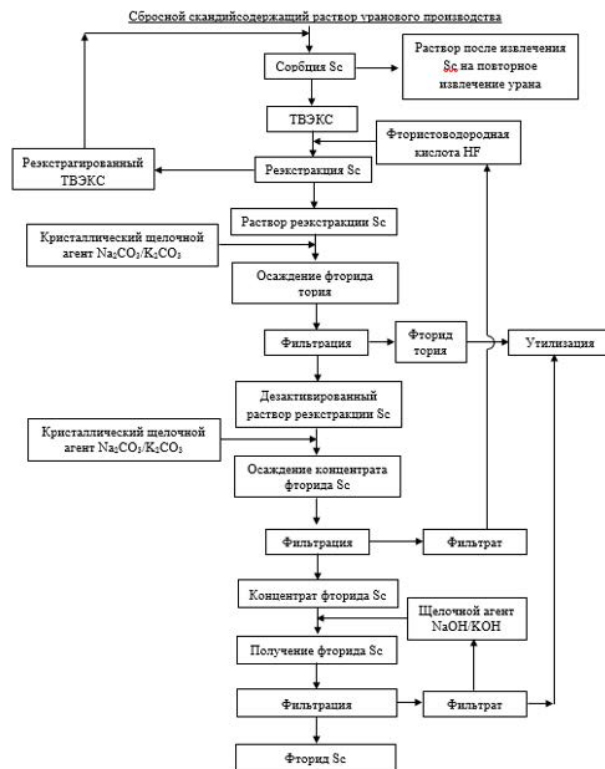 Сбросной скандийсодержащий раствор уранового производства
Сорбция Sc
Раствор после извлечения
Sc на повторное
извлечение урана
ТВЭКС
Фтористоводородная
кислота HF
Реэкстрагированный
ТВЭКС
Реэкстракция Sc
Раствор реэкстракции Sc
Кристаллический щелочной
агент Na₂CO₃/K₂CO₃
Осаждение фторида
тория
Фильтрация
Фторид
тория
Утилизация
Дезактивированный
раствор реэкстракции Sc
Кристаллический щелочной
агент Na₂CO₃/K₂CO₃
Осаждение концентрата
фторида Sc
Фильтрация
Фильтрат
Концентрат фторида Sc
Щелочной агент
NaOH/KOH
Получение фторида Sc
Фильтрация
Фильтрат
Фторид Sc